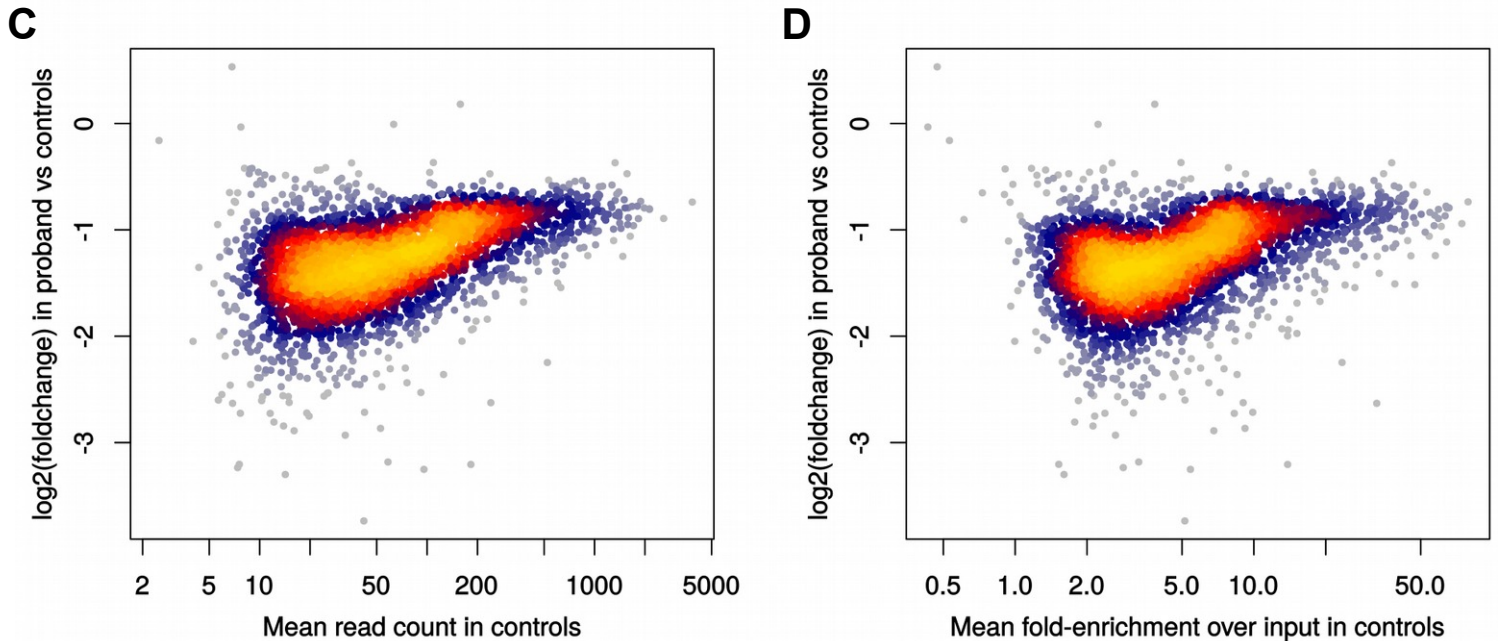 C
log2(foldchange) in proband vs controls
0
-1
-2
-3
2 5 10 50 200 1000 5000
Mean read count in controls
D
log2(foldchange) in proband vs controls
0
-1
-2
-3
0.5 1.0 2.0 5.0 10.0 50.0
Mean fold-enrichment over input in controls